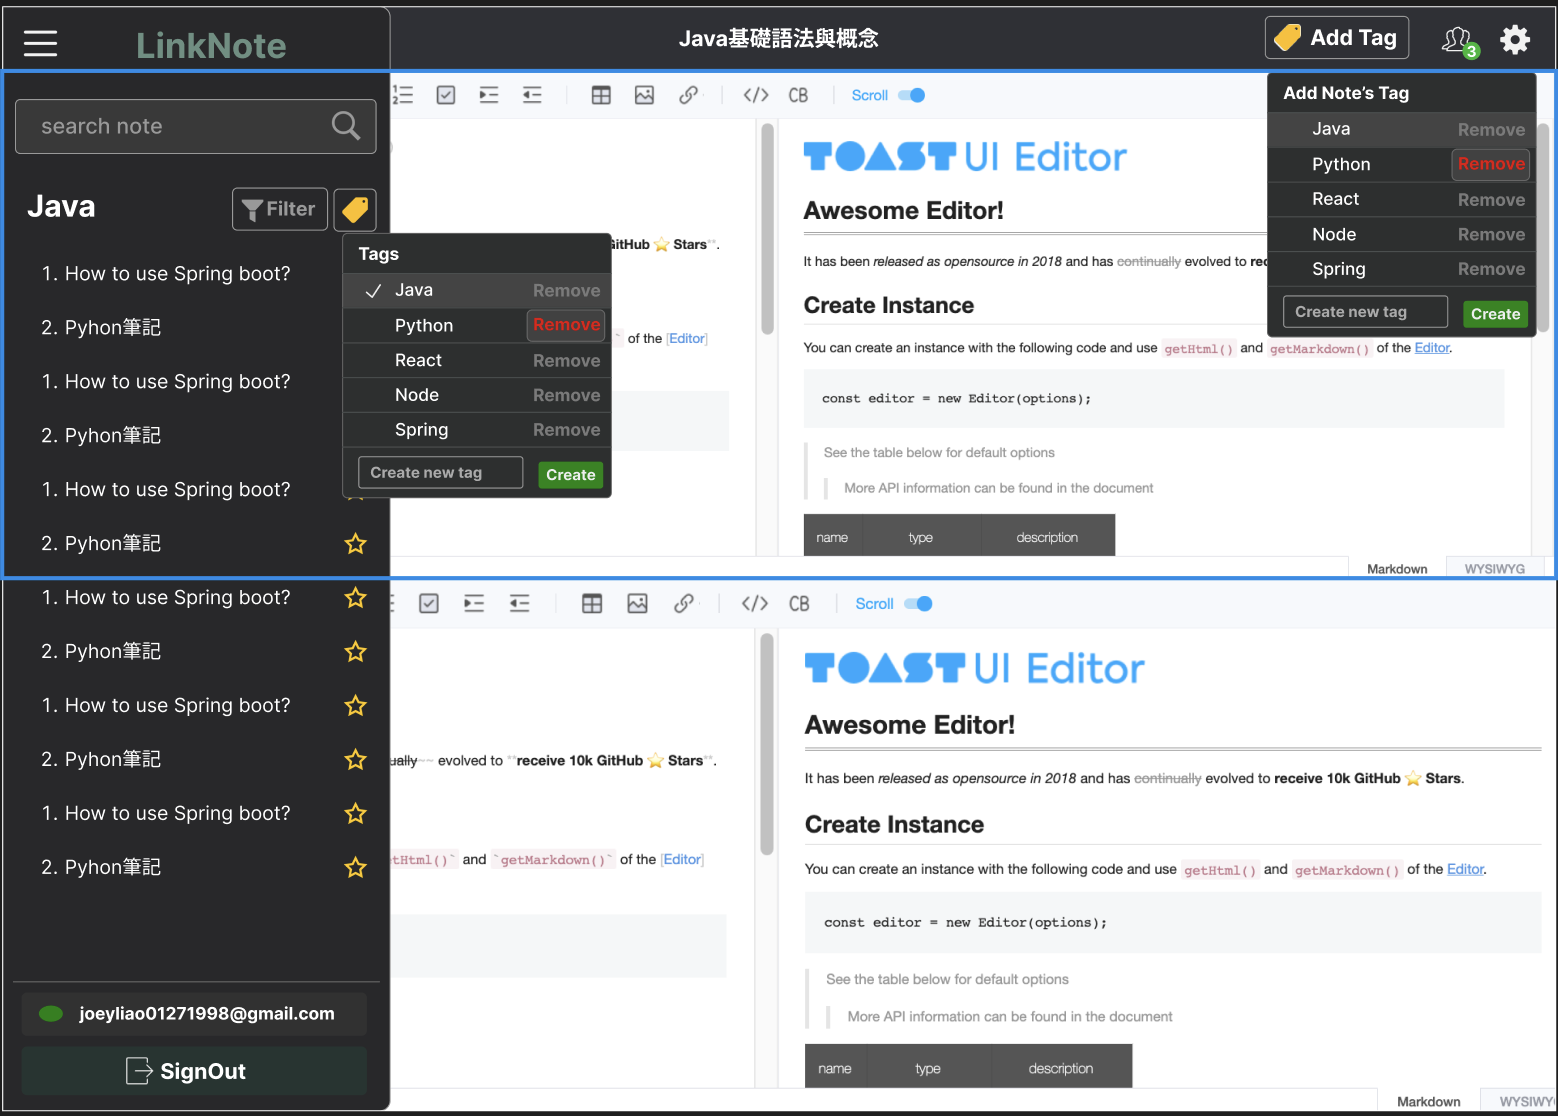 LinkNote
Java基礎語法與概念
Add Tag
3
search note
Java
Filter
1. How to use Spring boot?
2. Pyhon筆記
1. How to use Spring boot?
2. Pyhon筆記
1. How to use Spring boot?
2. Pyhon筆記
1. How to use Spring boot?
2. Pyhon筆記
1. How to use Spring boot?
2. Pyhon筆記
1. How to use Spring boot?
2. Pyhon筆記
joeyliao01271998@gmail.com
SignOut
Tags
Java Remove
Python Remove
React Remove
Node Remove
Spring Remove
Create new tag Create
CB
Scroll
GitHub ⭐ Stars**.
` of the [Editor]
TOAST UI Editor
Awesome Editor!
It has been released as opensource in 2018 and has continually evolved to
Create Instance
You can create an instance with the following code and use getHtml() and getMarkdown() of the Editor.
const editor = new Editor(options);
See the table below for default options
More API information can be found in the document
name type description
Markdown WYSIWYG
Add Note's Tag
Java Remove
Python Remove
React Remove
Node Remove
Spring Remove
Create new tag Create
CB
Scroll
ually~~ evolved to **receive 10k GitHub ⭐ Stars**.
etHtml()` and `getMarkdown()` of the [Editor]
TOAST UI Editor
Awesome Editor!
It has been released as opensource in 2018 and has continually evolved to receive 10k GitHub ⭐ Stars.
Create Instance
You can create an instance with the following code and use getHtml() and getMarkdown() of the Editor.
const editor = new Editor(options);
See the table below for default options
More API information can be found in the document
name type description
Markdown WYSIWYG